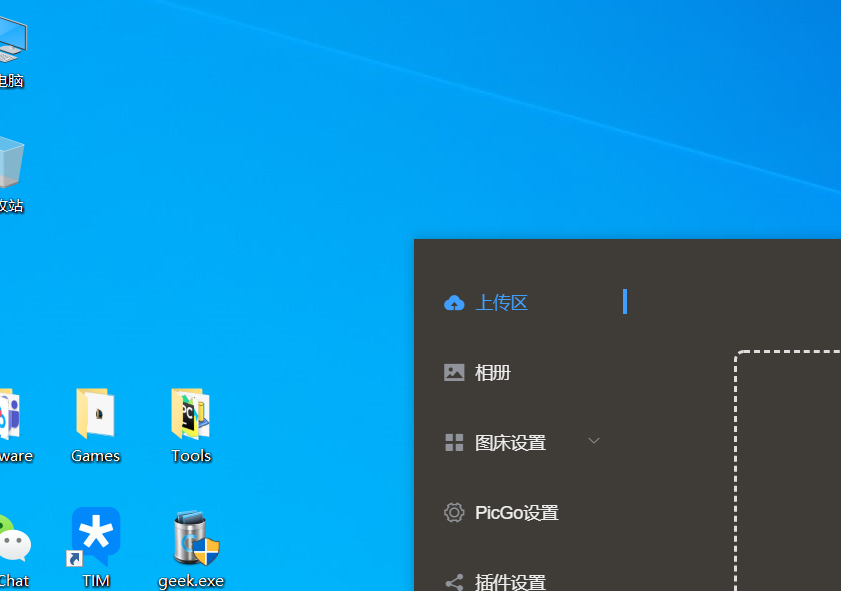 电脑
收站
上传区
相册
图床设置
PicGo设置
插件设置
ware
Games
Tools
PC
Chat
TIM
geek.exe